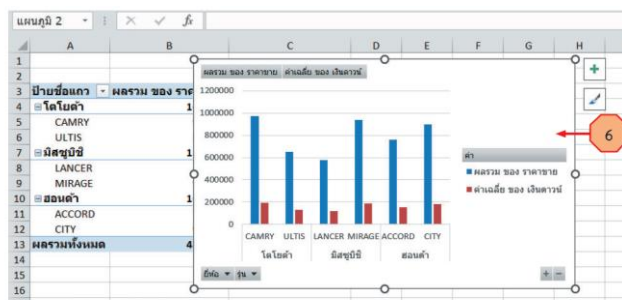 แผนภูมิ 2
fx
A B C D E F G H
1
2
3 ป้ายชื่อแถว ผลรวม ของ ราค
4 โตโยต้า 1
5 CAMRY
6 ULTIS
7 มิสซูบิชิ 1
8 LANCER
9 MIRAGE
10 ฮอนด้า 1
11 ACCORD
12 CITY
13 ผลรวมทั้งหมด 4
14
15
16
ผลรวม ของ ราคาขาย ค่าเฉลี่ย ของ เงินดาวน์
1200000
1000000
800000
600000
400000
200000
0
CAMRY ULTIS LANCER MIRAGE ACCORD CITY
โตโยต้า มิสซูบิชิ ฮอนด้า
ยี่ห้อ รุ่น
ค่า
ผลรวม ของ ราคาขาย
ค่าเฉลี่ย ของ เงินดาวน์
6